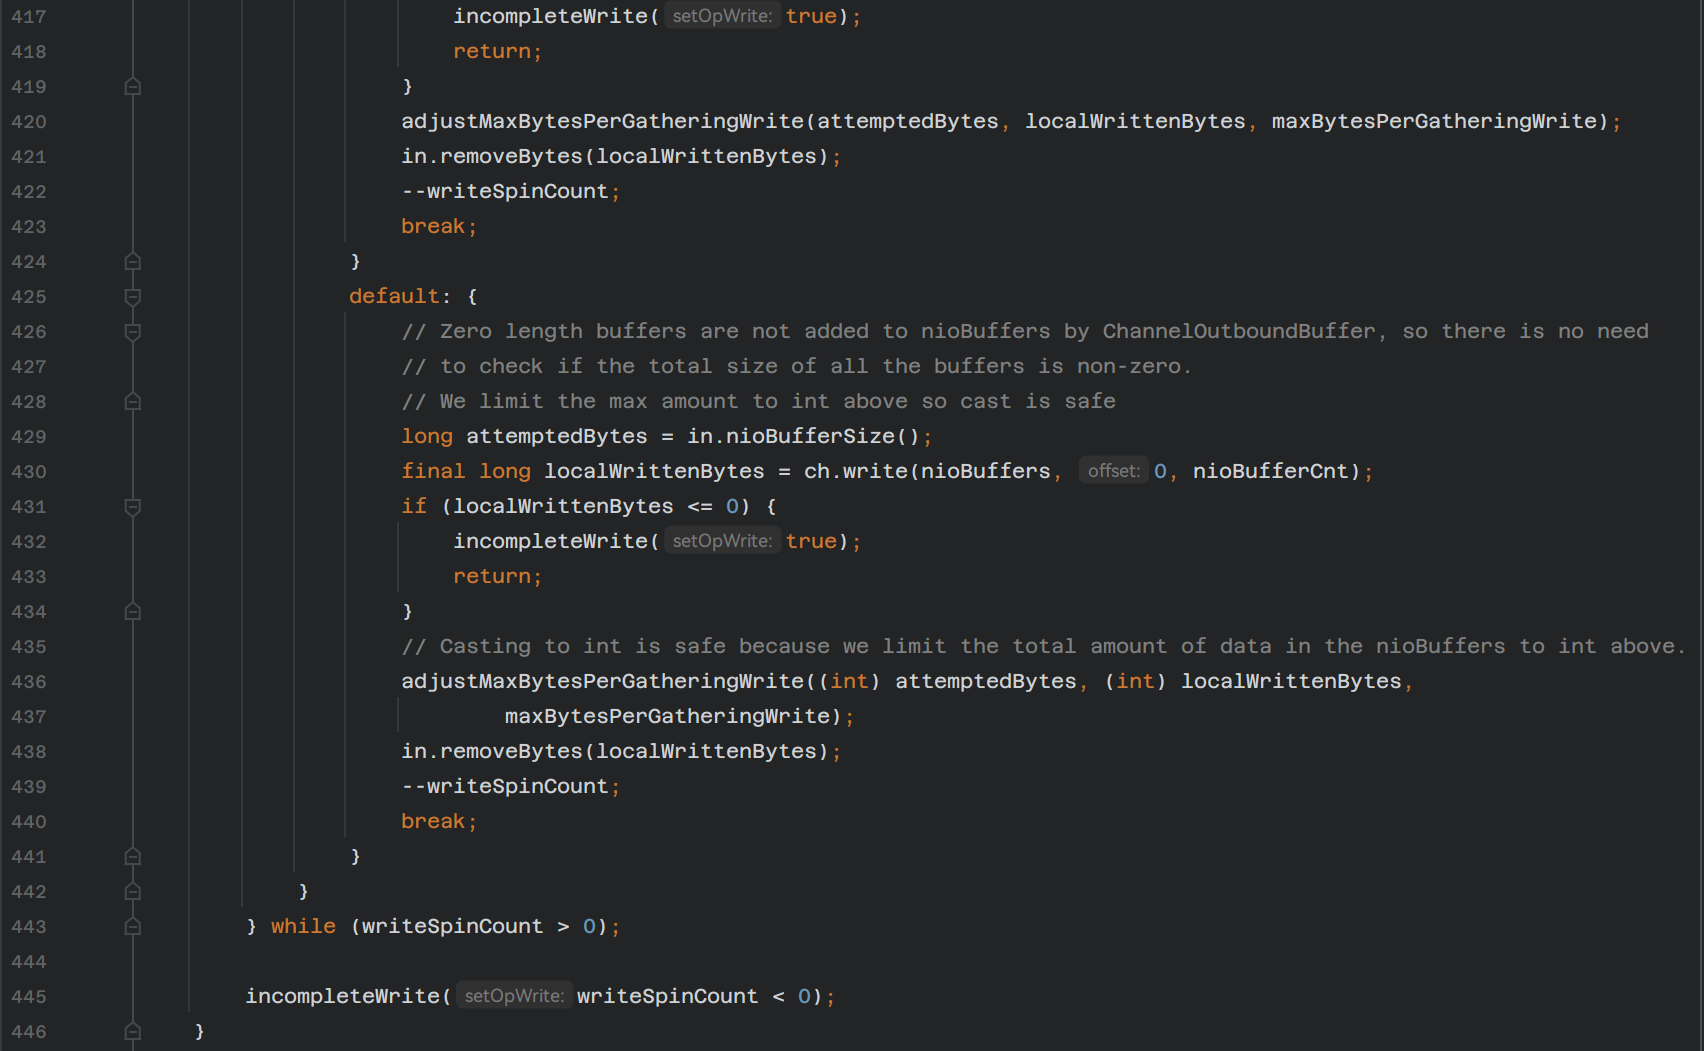 417 incompleteWrite( setOpWrite: true);
418 return;
419 }
420 adjustMaxBytesPerGatheringWrite(attemptedBytes, localWrittenBytes, maxBytesPerGatheringWrite);
421 in.removeBytes(localWrittenBytes);
422 --writeSpinCount;
423 break;
424 }
425 default: {
426 // Zero length buffers are not added to nioBuffers by ChannelOutboundBuffer, so there is no need
427 // to check if the total size of all the buffers is non-zero.
428 // We limit the max amount to int above so cast is safe
429 long attemptedBytes = in.nioBufferSize();
430 final long localWrittenBytes = ch.write(nioBuffers, offset: 0, nioBufferCnt);
431 if (localWrittenBytes <= 0) {
432 incompleteWrite( setOpWrite: true);
433 return;
434 }
435 // Casting to int is safe because we limit the total amount of data in the nioBuffers to int above.
436 adjustMaxBytesPerGatheringWrite((int) attemptedBytes, (int) localWrittenBytes,
437 maxBytesPerGatheringWrite);
438 in.removeBytes(localWrittenBytes);
439 --writeSpinCount;
440 break;
441 }
442 }
443 } while (writeSpinCount > 0);
444
445 incompleteWrite( setOpWrite: writeSpinCount < 0);
446 }